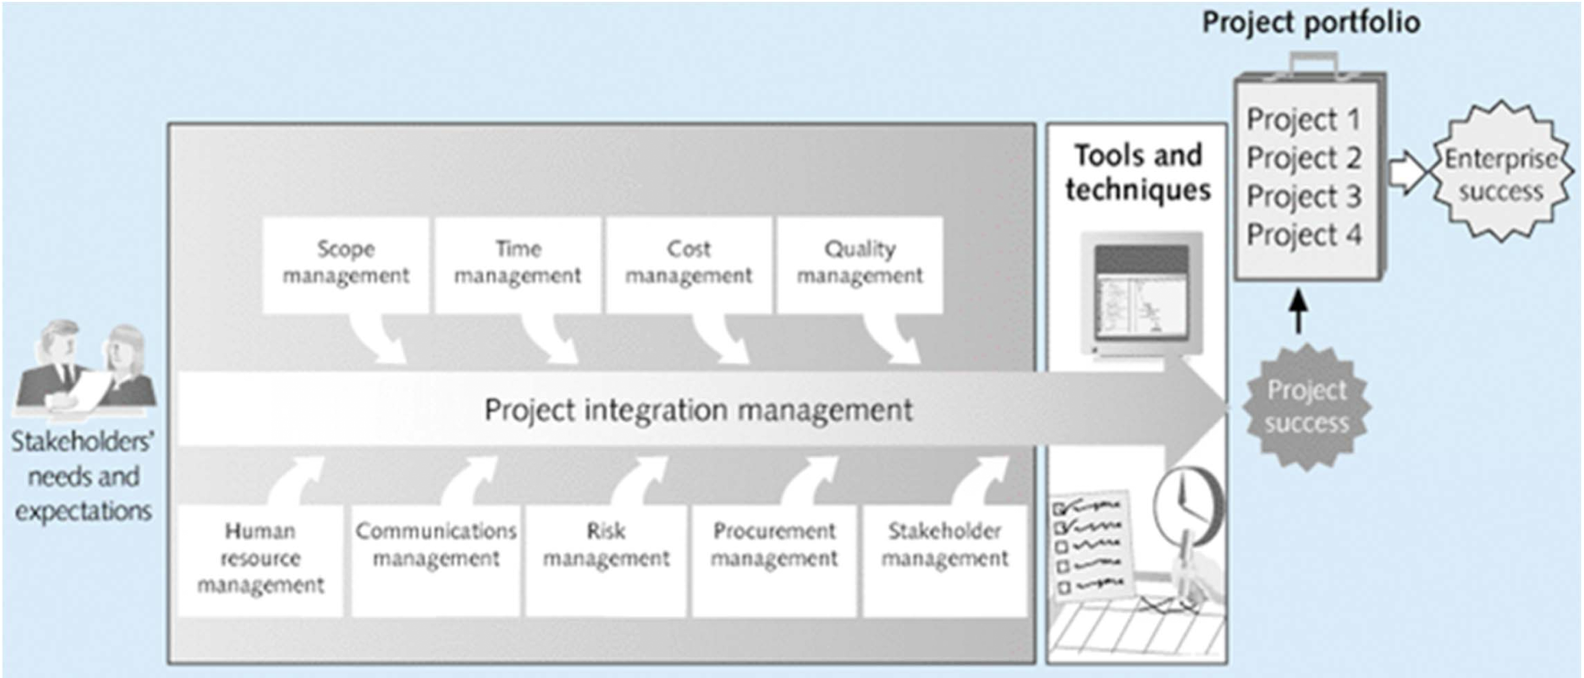 Project portfolio
Project 1
Project 2
Project 3
Project 4
Enterprise
success
Tools and
techniques
Scope
management
Time
management
Cost
management
Quality
management
Project integration management
Project
success
Stakeholders'
needs and
expectations
Human
resource
management
Communications
management
Risk
management
Procurement
management
Stakeholder
management